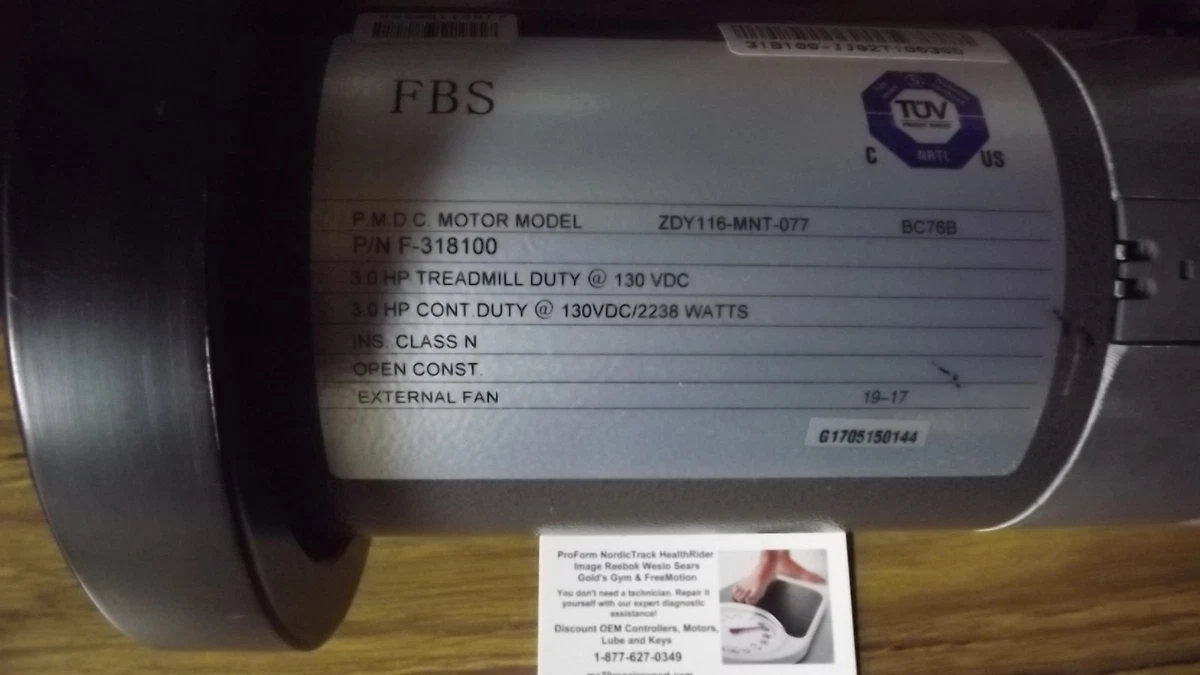 FBS
TÜV
C NRTL US
P.M.D.C. MOTOR MODEL ZDY116-MNT-077 BC76B
P/N F-318100
3.0 HP TREADMILL DUTY @ 130 VDC
3.0 HP CONT.DUTY @ 130VDC/2238 WATTS
INS. CLASS N
OPEN CONST.
EXTERNAL FAN 19-17
G1705150144
ProForm NordicTrack HealthRider
Image Reebok Weslo Sears
Gold's Gym & FreeMotion
You don't need a technician. Repair it
yourself with our expert diagnostic
assistance!
Discount OEM Controllers, Motors,
Lube and Keys
1-877-627-0349